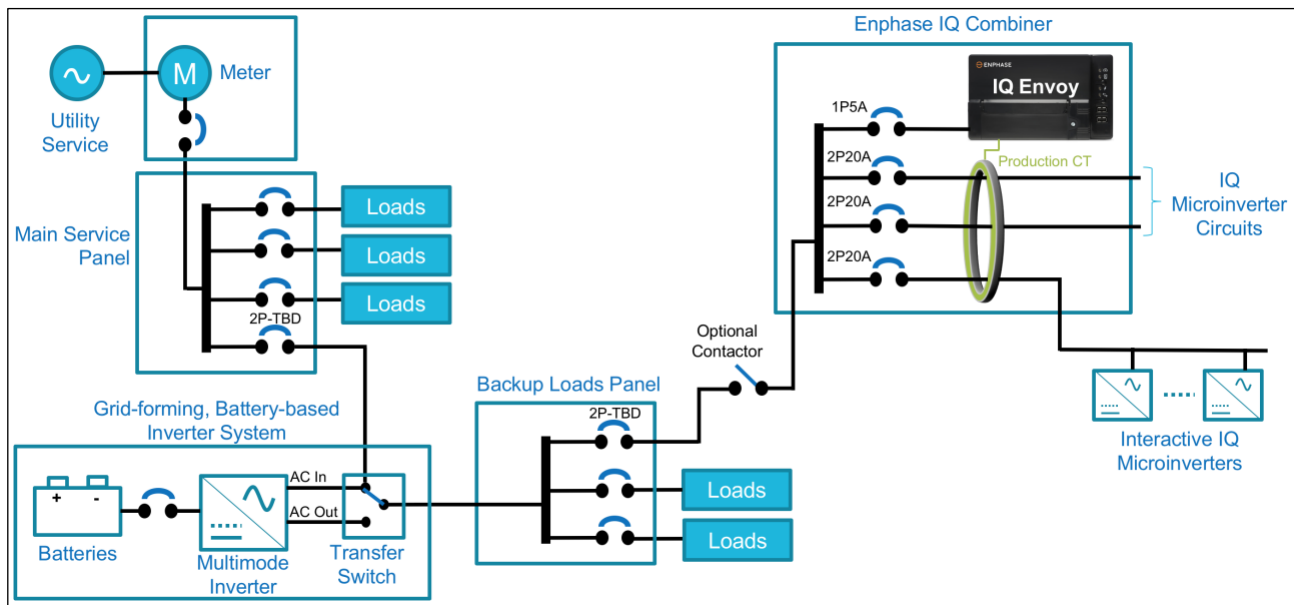 Enphase IQ Combiner
Utility
Service
M
Meter
ENPHASE
IQ Envoy
1P5A
Production CT
2P20A
2P20A
2P20A
IQ
Microinverter
Circuits
Main Service
Panel
Loads
Loads
Loads
2P-TBD
Optional
Contactor
Interactive IQ
Microinverters
Backup Loads Panel
2P-TBD
Loads
Loads
Grid-forming, Battery-based
Inverter System
+ -
Batteries
AC In
AC Out
Multimode
Inverter
Transfer
Switch